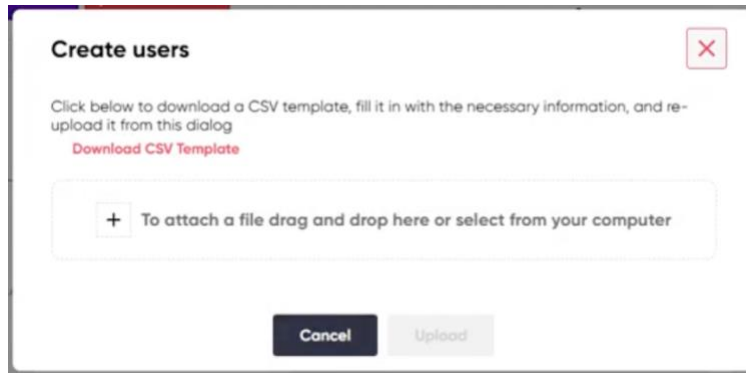 Create users
Click below to download a CSV template, fill it in with the necessary information, and re-
upload it from this dialog
Download CSV Template
+ To attach a file drag and drop here or select from your computer
Cancel
Upload